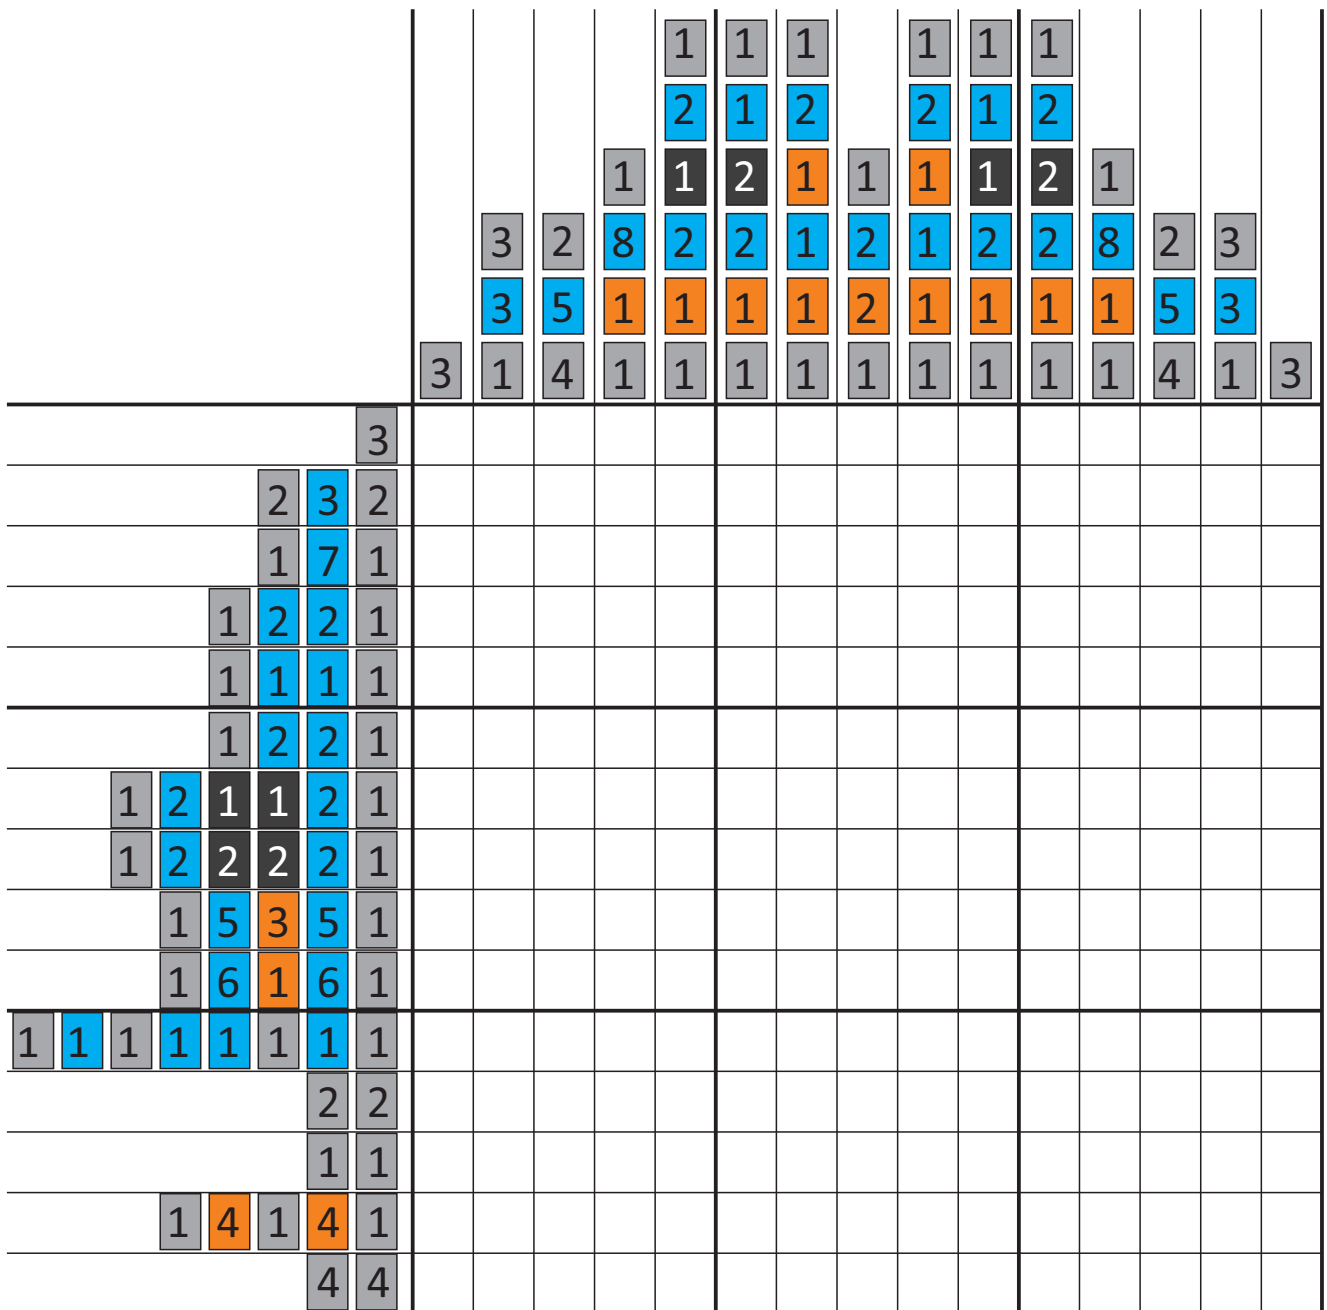 1 1 1 1 1 1
2 1 2 2 1 2
1 1 2 1 1 1 1 2 1
3 2 8 2 2 1 2 1 2 2 8 2 3
3 5 1 1 1 1 2 1 1 1 1 5 3
3 1 4 1 1 1 1 1 1 1 1 1 4 1 3
3
2 3 2
1 7 1
1 2 2 1
1 1 1 1
1 2 2 1
1 2 1 1 2 1
1 2 2 2 2 1
1 5 3 5 1
1 6 1 6 1
1 1 1 1 1 1 1 1
2 2
1 1
1 4 1 4 1
4 4